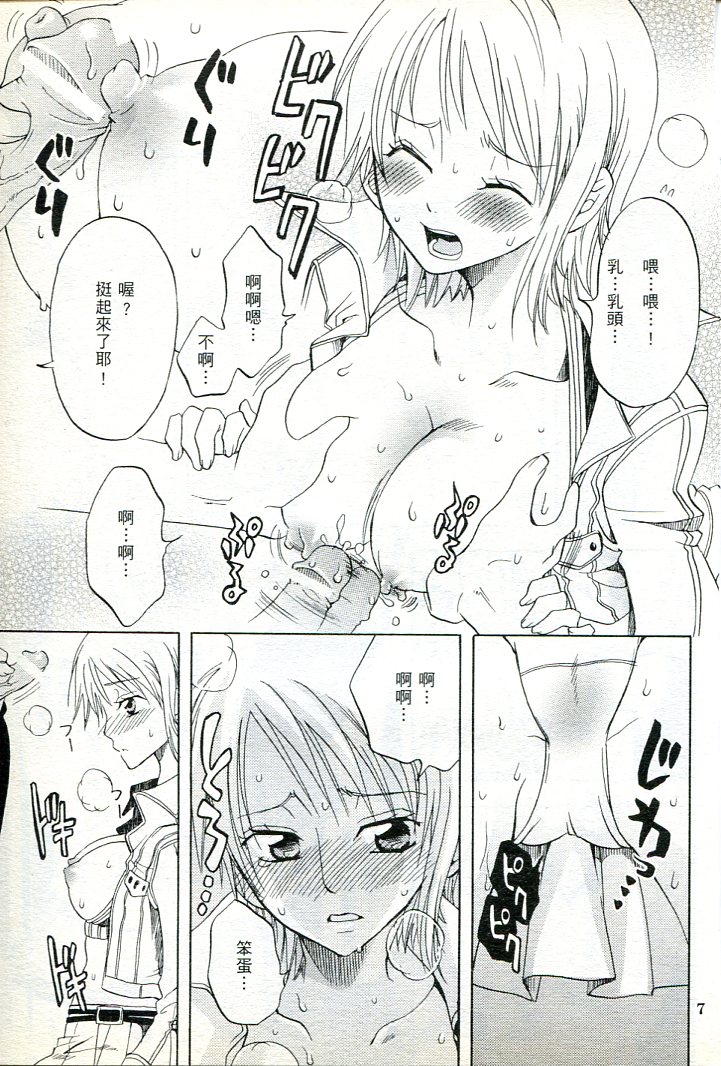 喂…喂…！
乳…乳頭…
ビク
ビク
啊啊嗯…
不啊…
ぐり
ぐり
喔？
挺起來了耶！
啊…啊…
じわっ…
ヒクヒク
啊…
啊啊…
笨蛋…
ドキ
ドキ
7